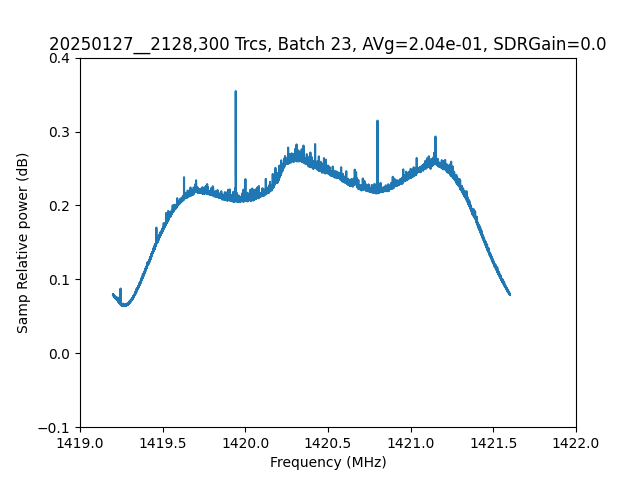 20250127__2128,300 Trcs, Batch 23, AVg=2.04e-01, SDRGain=0.0
0.4
0.3
0.2
0.1
0.0
−0.1
Samp Relative power (dB)
1419.0 1419.5 1420.0 1420.5 1421.0 1421.5 1422.0
Frequency (MHz)